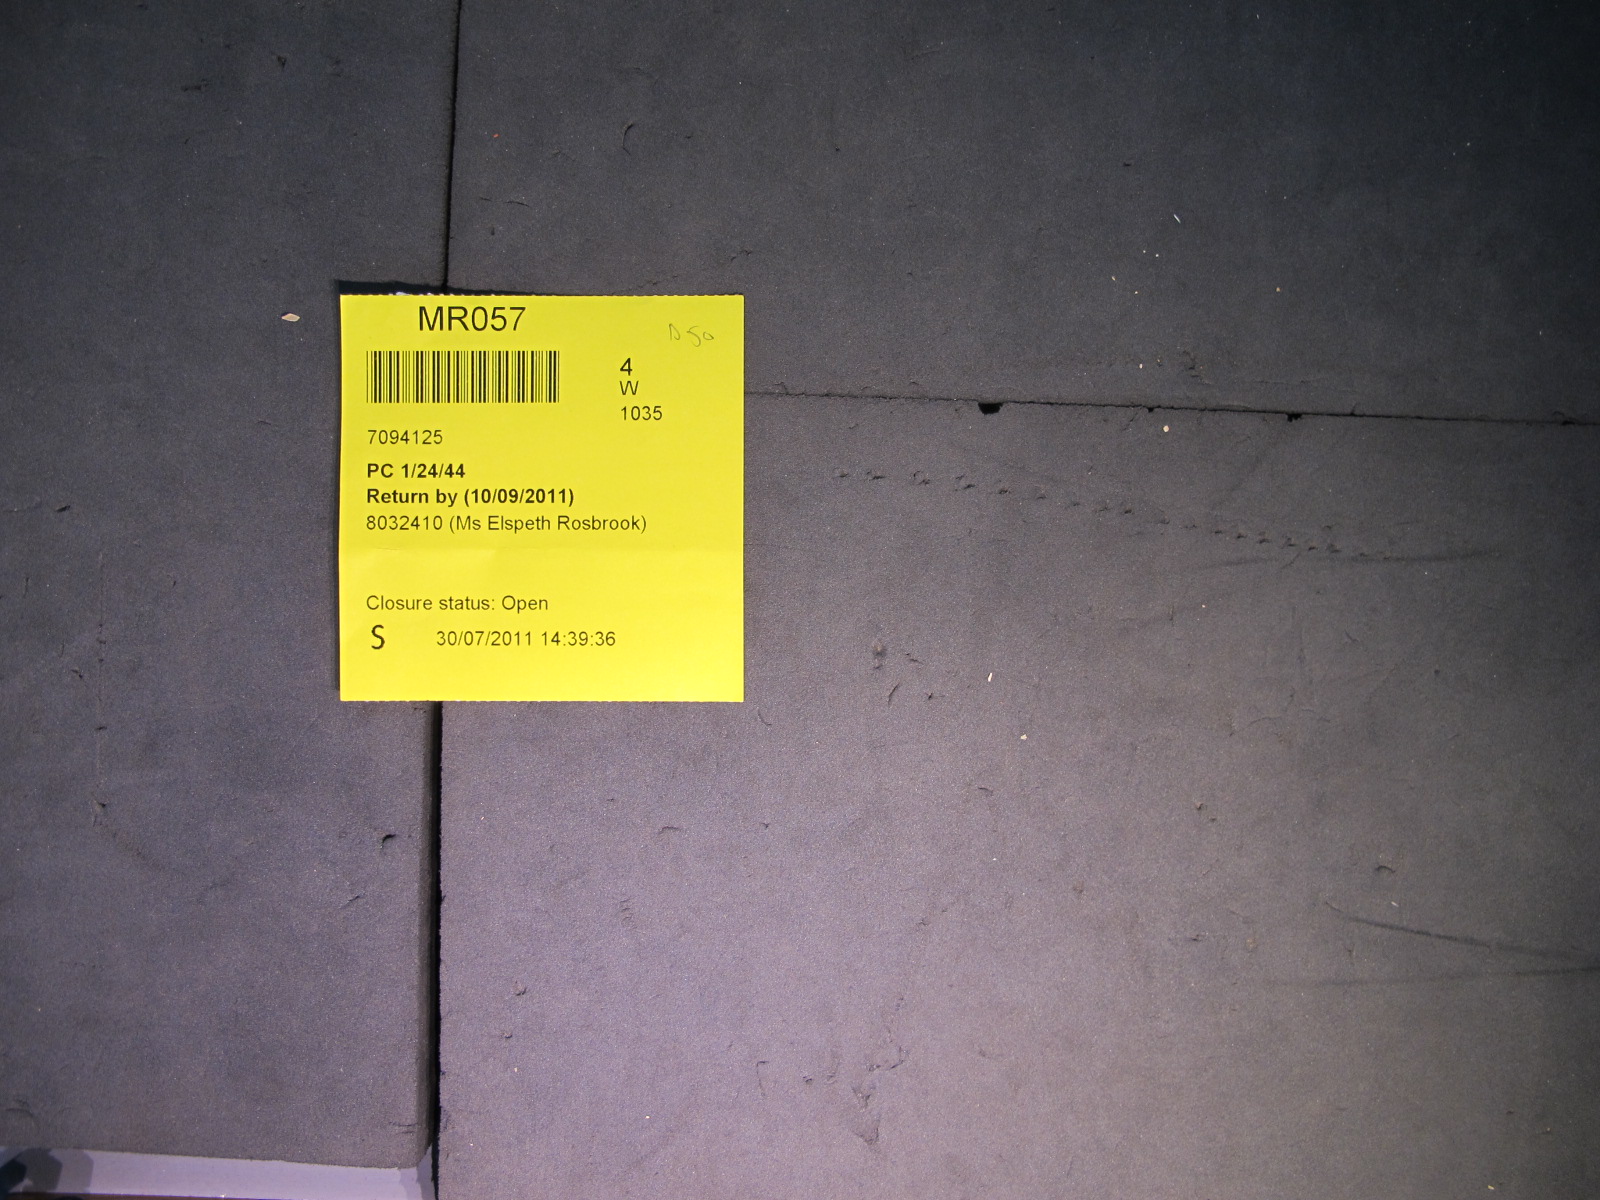 MR057
D50
4
W
1035
7094125
PC 1/24/44
Return by (10/09/2011)
8032410 (Ms Elspeth Rosbrook)
Closure status: Open
S 30/07/2011 14:39:36